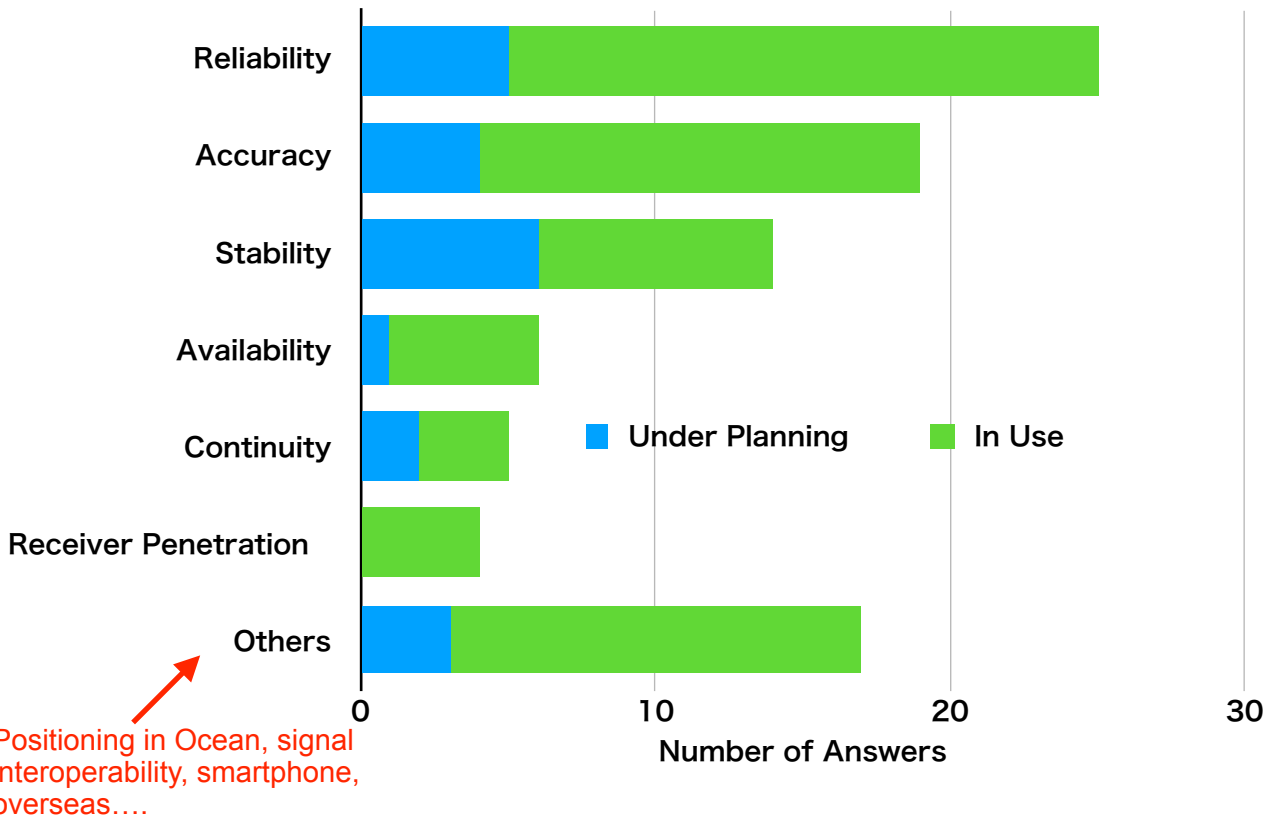 Reliability
Accuracy
Stability
Availability
Continuity
Under Planning
In Use
Receiver Penetration
Others
0
10
20
30
Number of Answers
Positioning in Ocean, signal
nteroperability, smartphone,
overseas….